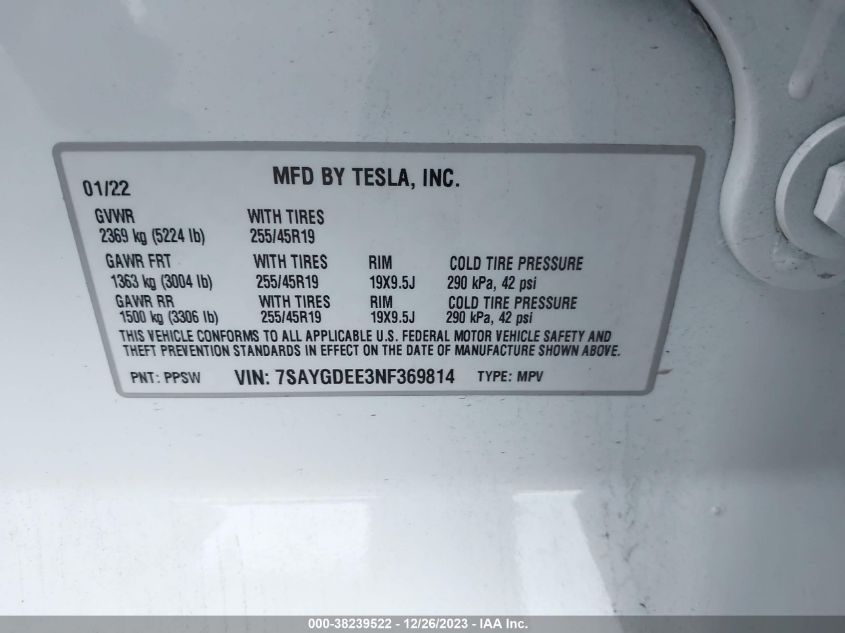 01/22 MFD BY TESLA, INC.
GVWR WITH TIRES
2369 kg (5224 lb) 255/45R19
GAWR FRT WITH TIRES RIM COLD TIRE PRESSURE
1363 kg (3004 lb) 255/45R19 19X9.5J 290 kPa, 42 psi
GAWR RR WITH TIRES RIM COLD TIRE PRESSURE
1500 kg (3306 lb) 255/45R19 19X9.5J 290 kPa, 42 psi
THIS VEHICLE CONFORMS TO ALL APPLICABLE U.S. FEDERAL MOTOR VEHICLE SAFETY AND
THEFT PREVENTION STANDARDS IN EFFECT ON THE DATE OF MANUFACTURE SHOWN ABOVE.
PNT: PPSW VIN: 7SAYGDEE3NF369814 TYPE: MPV
000-38239522 - 12/26/2023 - IAA Inc.